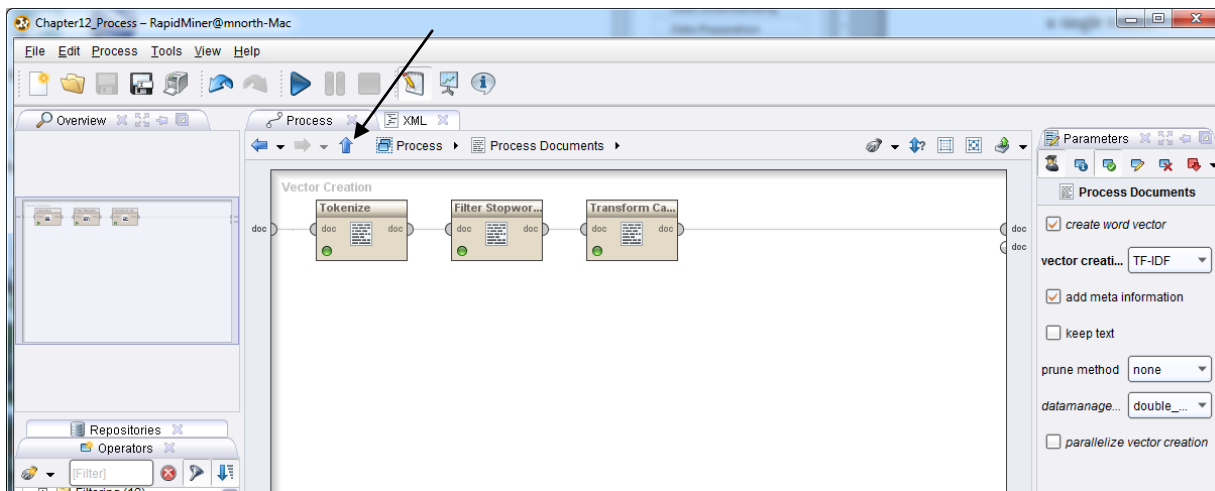 Chapter12_Process – RapidMiner@mnorth-Mac
File Edit Process Tools View Help
Overview
Process
XML
Parameters
Process
Process Documents
Process Documents
Vector Creation
Tokenize
Filter Stopwor...
Transform Ca...
doc
doc
doc
doc
doc
doc
doc
doc
doc
create word vector
vector creati...
TF-IDF
add meta information
keep text
prune method
none
datamanage...
double_...
parallelize vector creation
Repositories
Operators
[Filter]